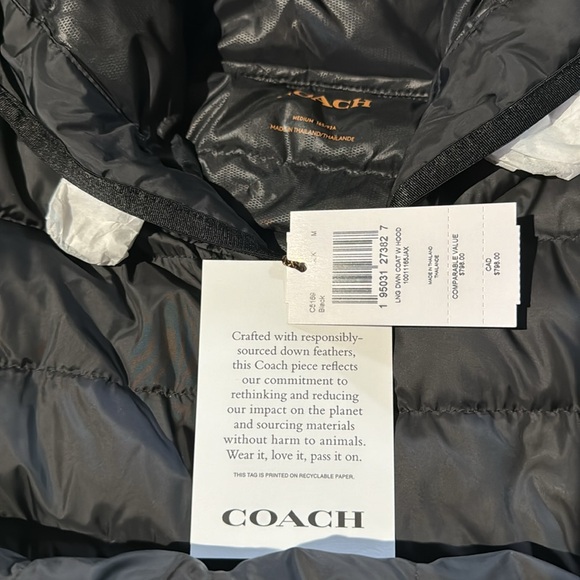 COACH
MEDIUM
MADE IN THAILAND/THAILANDE
M
Black
1 95031 27382 7
LNG DWN COAT W HOOD
10011165JAX
MADE IN THAILAND
THAILANDE
COMPARABLE VALUE
$798.00
CAD
$798.00
Crafted with responsibly-
sourced down feathers,
this Coach piece reflects
our commitment to
rethinking and reducing
our impact on the planet
and sourcing materials
without harm to animals.
Wear it, love it, pass it on.
THIS TAG IS PRINTED ON RECYCLABLE PAPER.
COACH